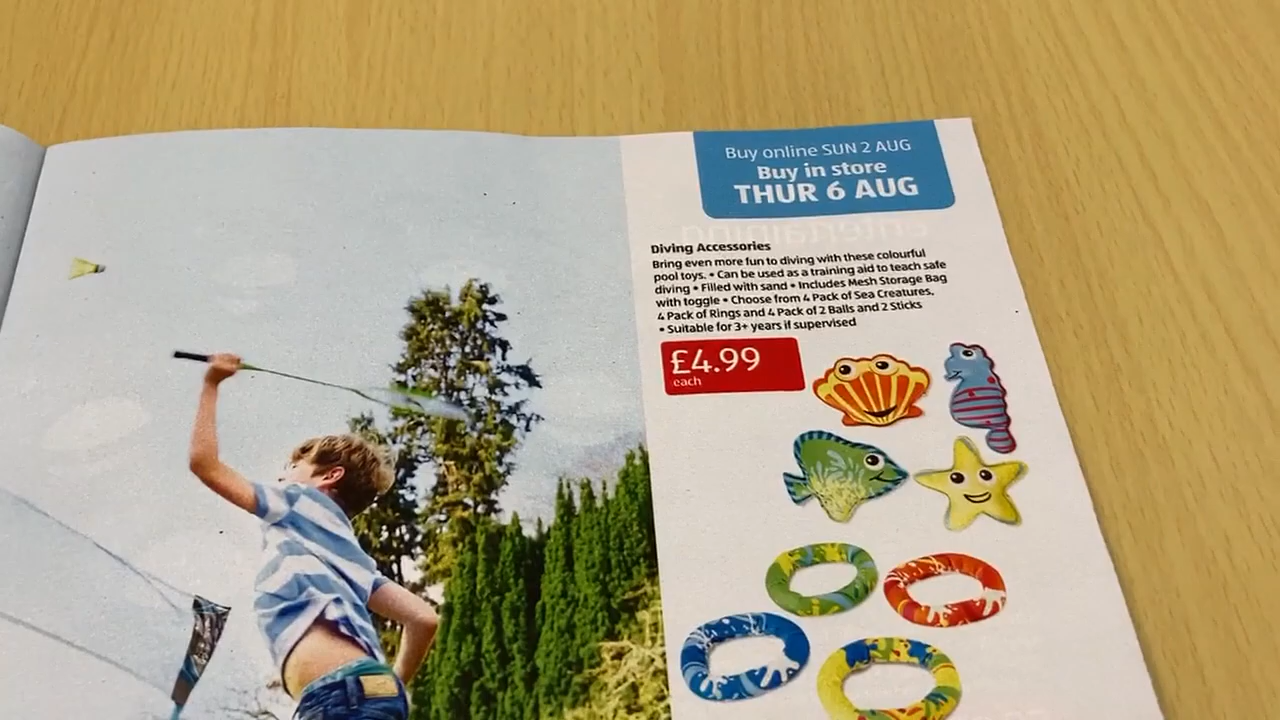 Buy online SUN 2 AUG
Buy in store
THUR 6 AUG
Diving Accessories
Bring even more fun to diving with these colourful
pool toys. • Can be used as a training aid to teach safe
diving • Filled with sand • Includes Mesh Storage Bag
with toggle • Choose from 4 Pack of Sea Creatures,
4 Pack of Rings and 4 Pack of 2 Balls and 2 Sticks
• Suitable for 3+ years if supervised
£4.99
each